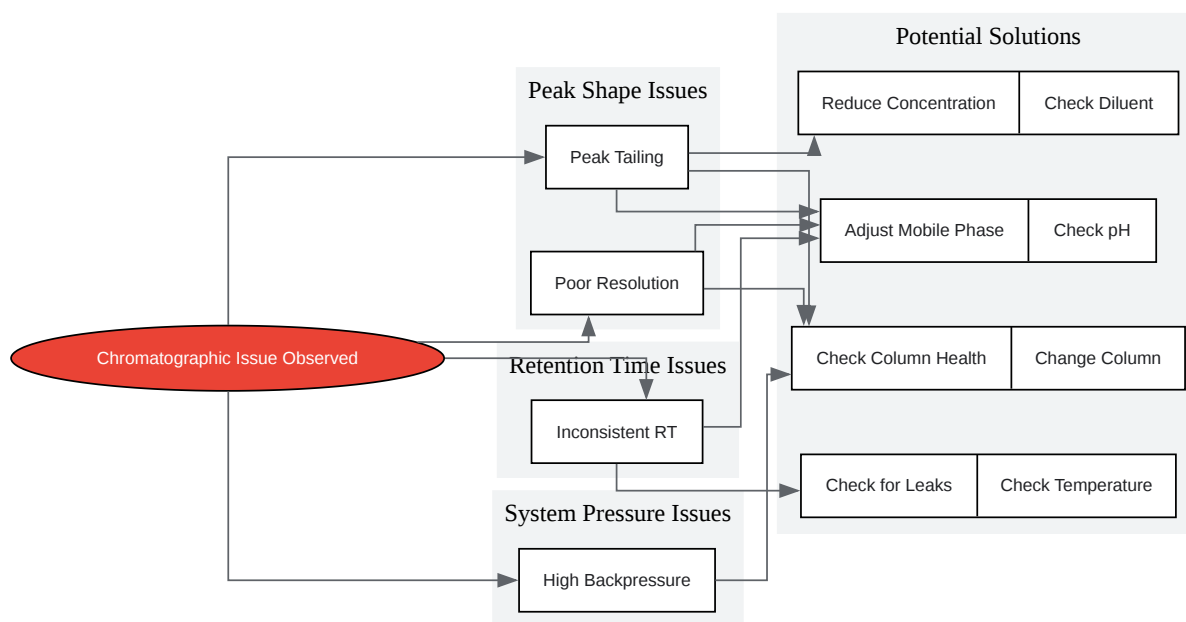 Potential Solutions
Peak Shape Issues
Reduce Concentration
Check Diluent
Peak Tailing
Adjust Mobile Phase
Check pH
Poor Resolution
Chromatographic Issue Observed
Retention Time Issues
Check Column Health
Change Column
Inconsistent RT
Check for Leaks
Check Temperature
System Pressure Issues
High Backpressure